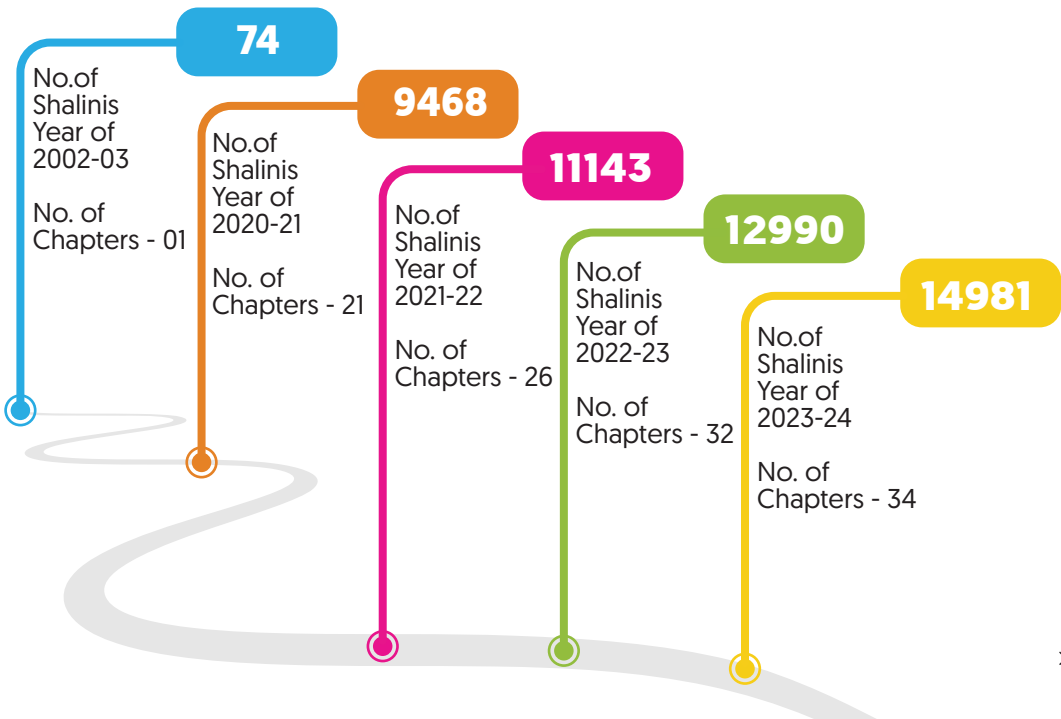 74
No.of
Shalinis
Year of
2002-03
No. of
Chapters - 01
9468
No.of
Shalinis
Year of
2020-21
No. of
Chapters - 21
11143
No.of
Shalinis
Year of
2021-22
No. of
Chapters - 26
12990
No.of
Shalinis
Year of
2022-23
No. of
Chapters - 32
14981
No.of
Shalinis
Year of
2023-24
No. of
Chapters - 34